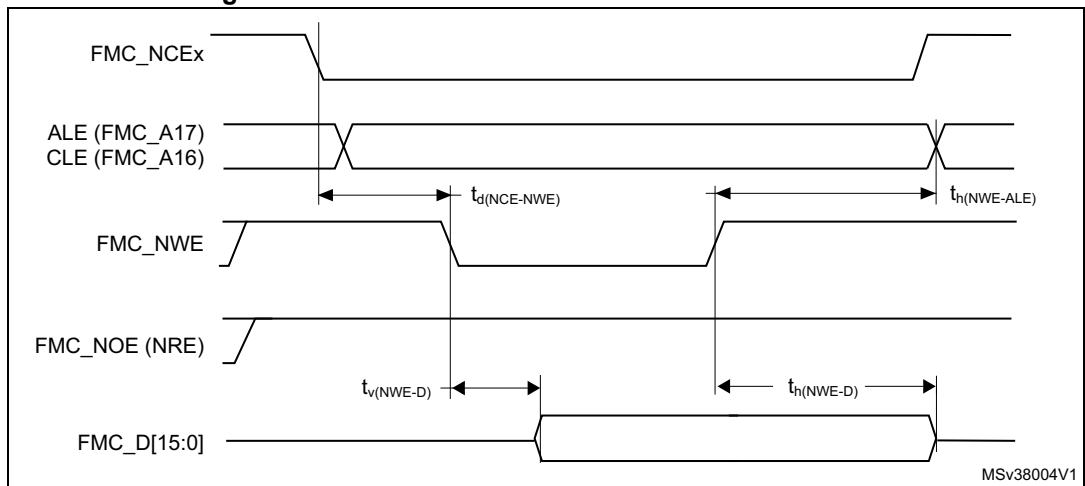 FMC_NCEx
ALE (FMC_A17)
CLE (FMC_A16)
td(NCE-NWE)
th(NWE-ALE)
FMC_NWE
FMC_NOE (NRE)
tv(NWE-D)
th(NWE-D)
FMC_D[15:0]
MSv38004V1